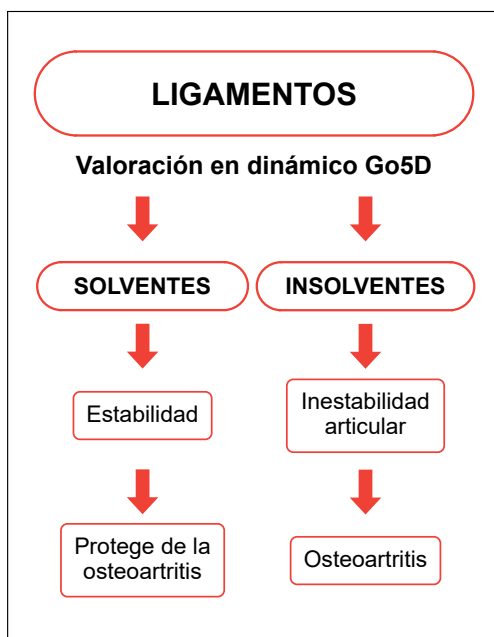 LIGAMENTOS
Valoración en dinámico Go5D
SOLVENTES
INSOLVENTES
Estabilidad
Inestabilidad
articular
Protege de la
osteoartritis
Osteoartritis